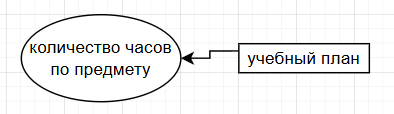 количество часов
по предмету
учебный план